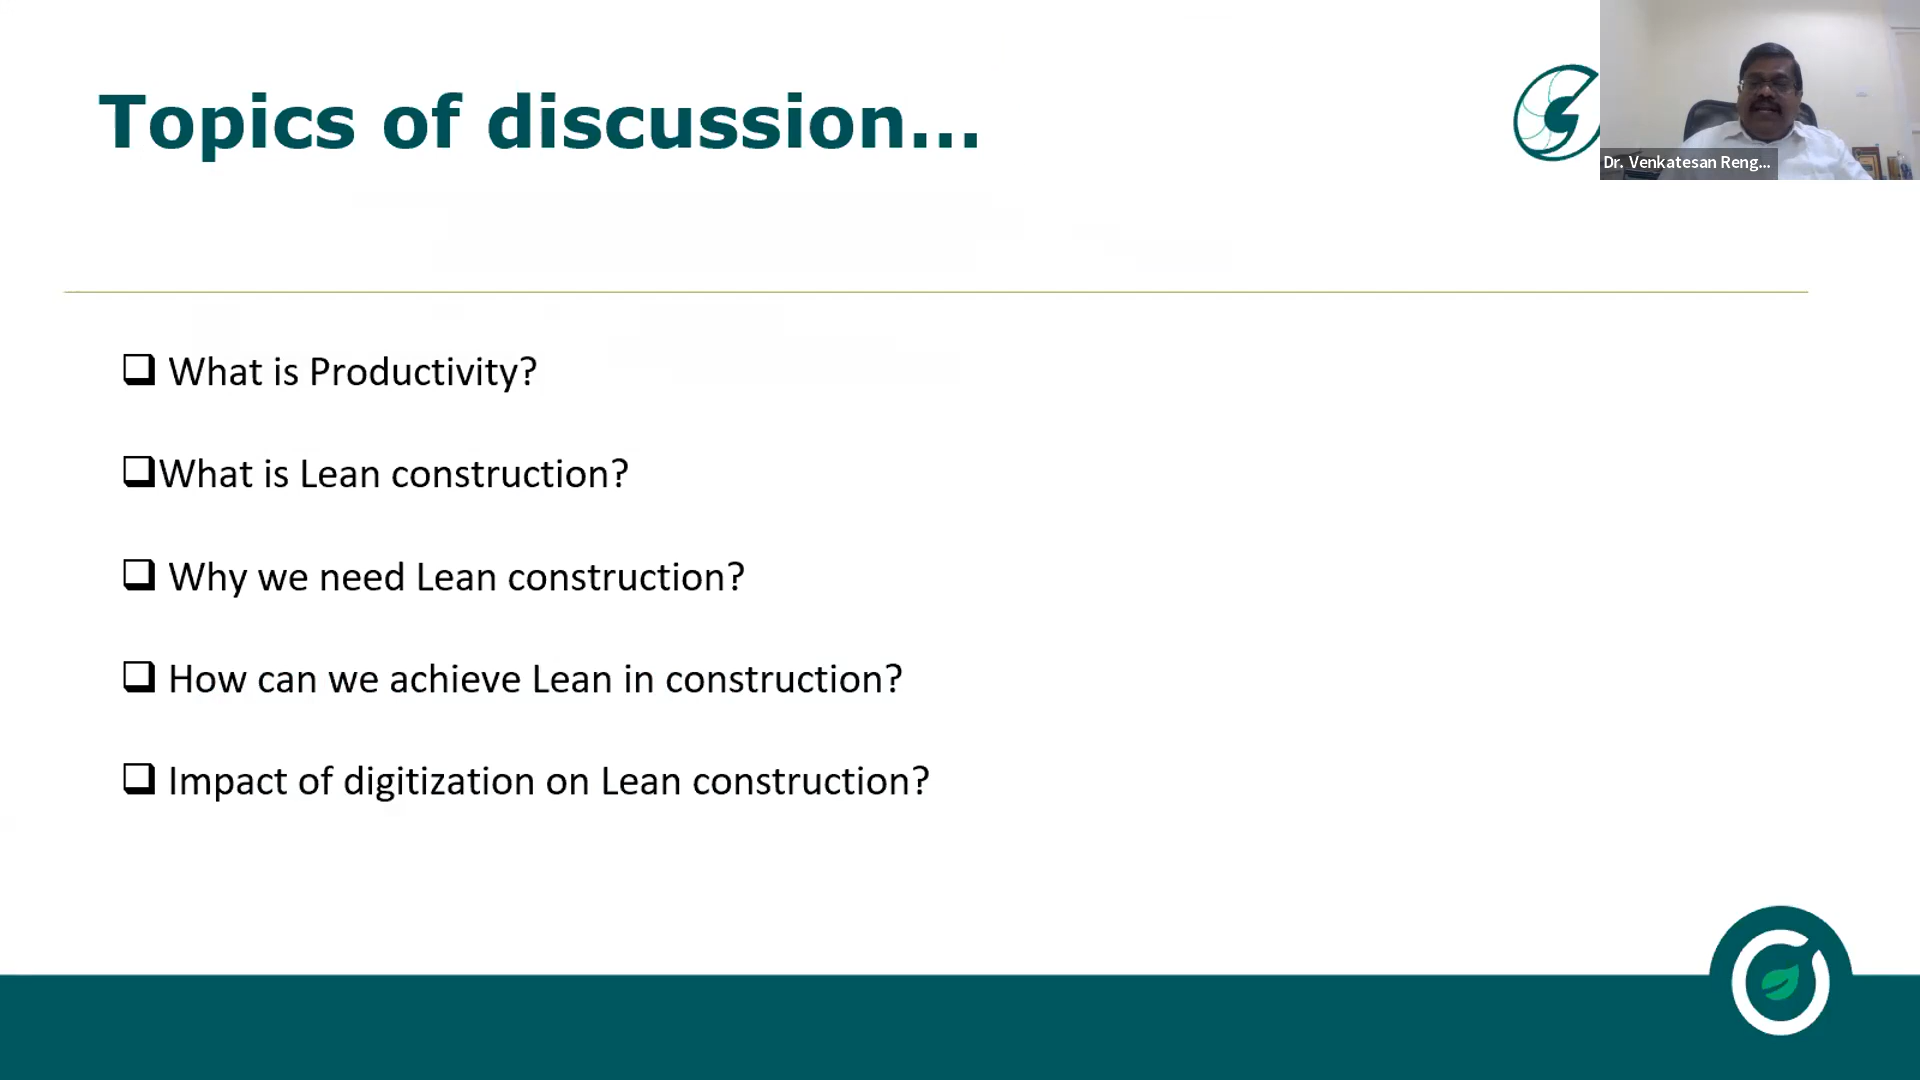 Topics of discussion...
Dr. Venkatesan Reng...
What is Productivity?
What is Lean construction?
Why we need Lean construction?
How can we achieve Lean in construction?
Impact of digitization on Lean construction?